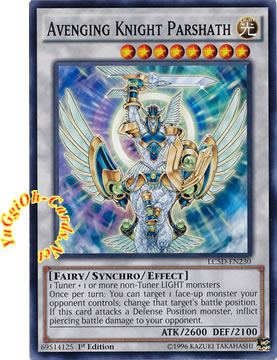 AVENGING KNIGHT PARSHATH
YuGiOh-Cards.Net
LC5D-EN230
[FAIRY/SYNCHRO/EFFECT]
1 Tuner + 1 or more non-Tuner LIGHT monsters
Once per turn: You can target 1 face-up monster your
opponent controls; change that target's battle position.
If this card attacks a Defense Position monster, inflict
piercing battle damage to your opponent.
ATK/2600 DEF/2100
69514125 1st Edition ©1996 KAZUKI TAKAHASHI